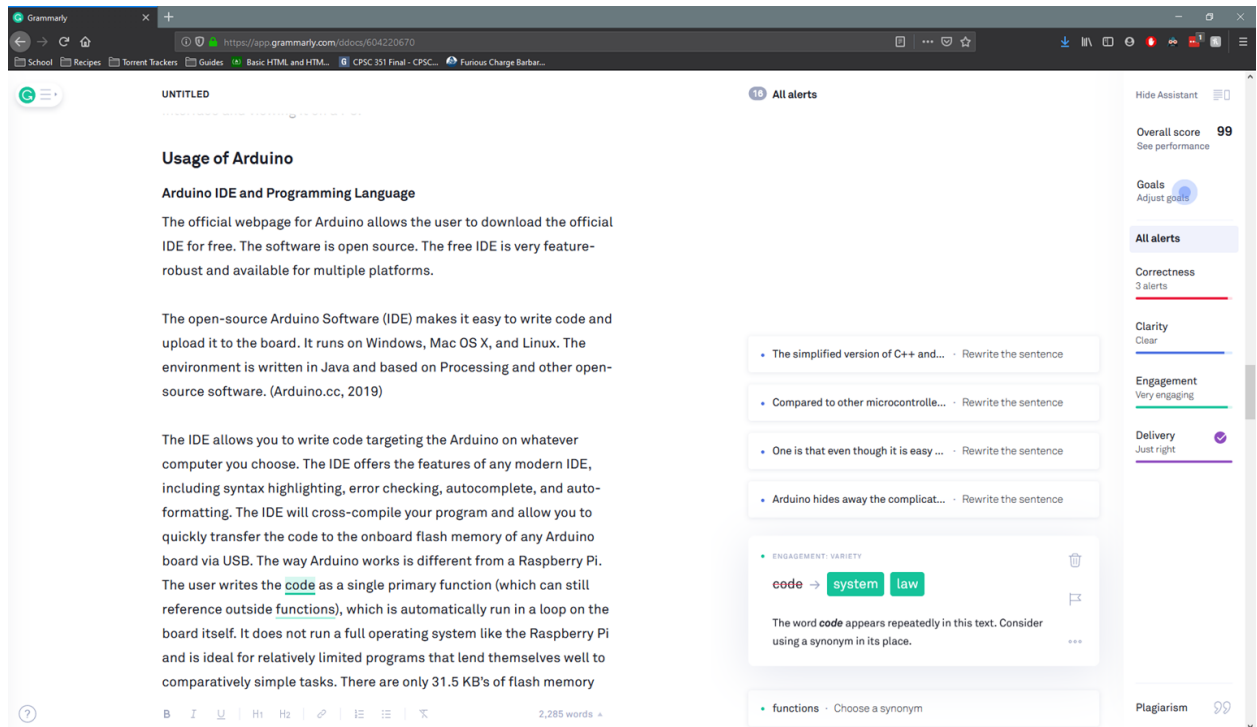 Grammarly
https://app.grammarly.com/ddocs/604220670
School Recipes Torrent Trackers Guides Basic HTML and HTM... CPSC 351 Final - CPSC... Furious Charge Barbar...
UNTITLED
Usage of Arduino
Arduino IDE and Programming Language
The official webpage for Arduino allows the user to download the official
IDE for free. The software is open source. The free IDE is very feature-
robust and available for multiple platforms.
The open-source Arduino Software (IDE) makes it easy to write code and
upload it to the board. It runs on Windows, Mac OS X, and Linux. The
environment is written in Java and based on Processing and other open-
source software. (Arduino.cc, 2019)
The IDE allows you to write code targeting the Arduino on whatever
computer you choose. The IDE offers the features of any modern IDE,
including syntax highlighting, error checking, autocomplete, and auto-
formatting. The IDE will cross-compile your program and allow you to
quickly transfer the code to the onboard flash memory of any Arduino
board via USB. The way Arduino works is different from a Raspberry Pi.
The user writes the code as a single primary function (which can still
reference outside functions), which is automatically run in a loop on the
board itself. It does not run a full operating system like the Raspberry Pi
and is ideal for relatively limited programs that lend themselves well to
comparatively simple tasks. There are only 31.5 KB's of flash memory
B I U H1 H2
2,285 words
16 All alerts
The simplified version of C++ and... · Rewrite the sentence
Compared to other microcontrolle... · Rewrite the sentence
One is that even though it is easy ... · Rewrite the sentence
Arduino hides away the complicat... · Rewrite the sentence
ENGAGEMENT: VARIETY
code → system law
The word code appears repeatedly in this text. Consider
using a synonym in its place.
functions · Choose a synonym
Hide Assistant
Overall score 99
See performance
Goals
Adjust goals
All alerts
Correctness
3 alerts
Clarity
Clear
Engagement
Very engaging
Delivery
Just right
Plagiarism